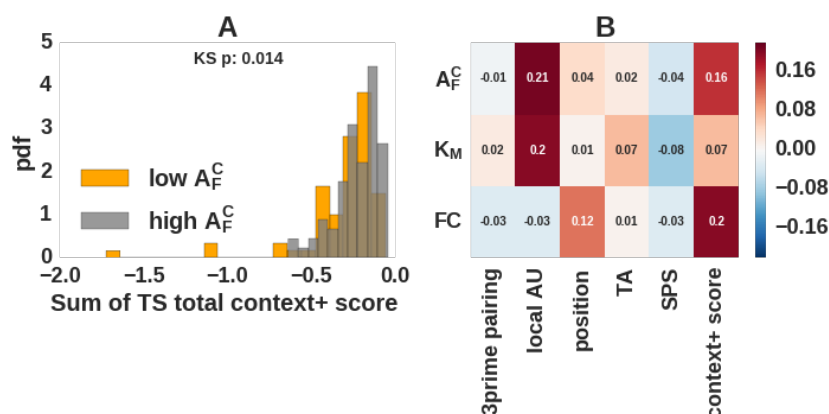 A
KS p: 0.014
pdf
5
4
3
2
1
0
low A_F^C
high A_F^C
−2.0 −1.5 −1.0 −0.5 0.0
Sum of TS total context+ score
B
A_F^C -0.01 0.21 0.04 0.02 -0.04 0.16
K_M 0.02 0.2 0.01 0.07 -0.08 0.07
FC -0.03 -0.03 0.12 0.01 -0.03 0.2
3prime pairing
local AU
position
TA
SPS
context+ score
0.16
0.08
0.00
−0.08
−0.16